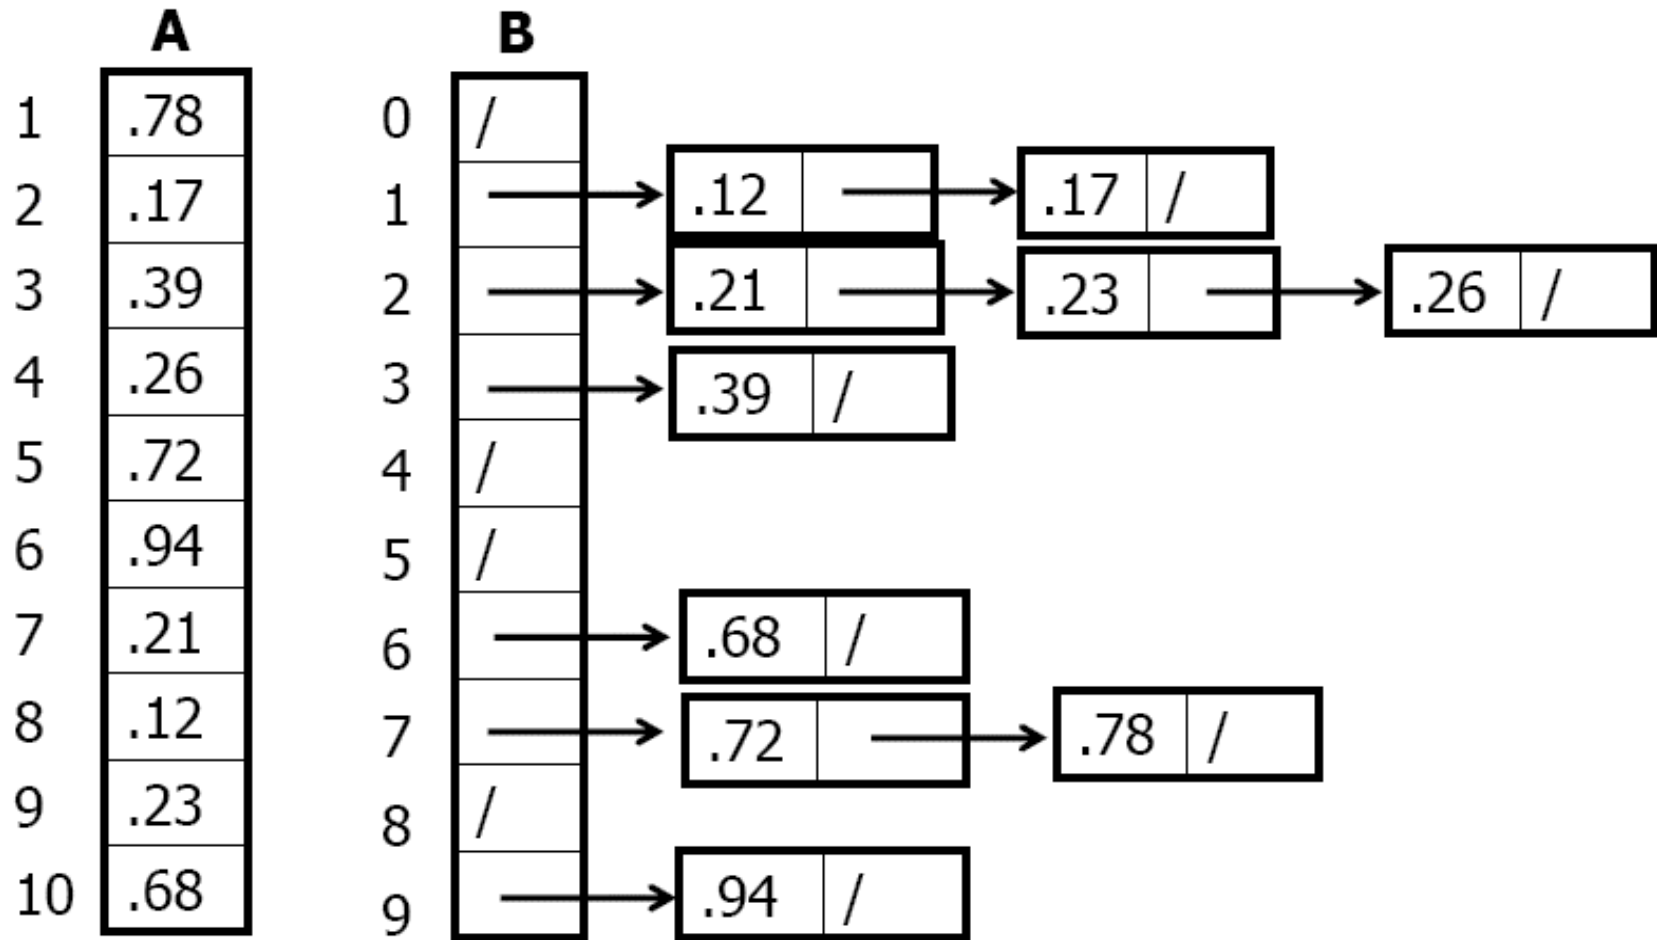 A B
1 .78 0 /
2 .17 1 .12 .17 /
3 .39 2 .21 .23 .26 /
4 .26 3 .39 /
5 .72 4 /
6 .94 5 /
7 .21 6 .68 /
8 .12 7 .72 .78 /
9 .23 8 /
10 .68 9 .94 /